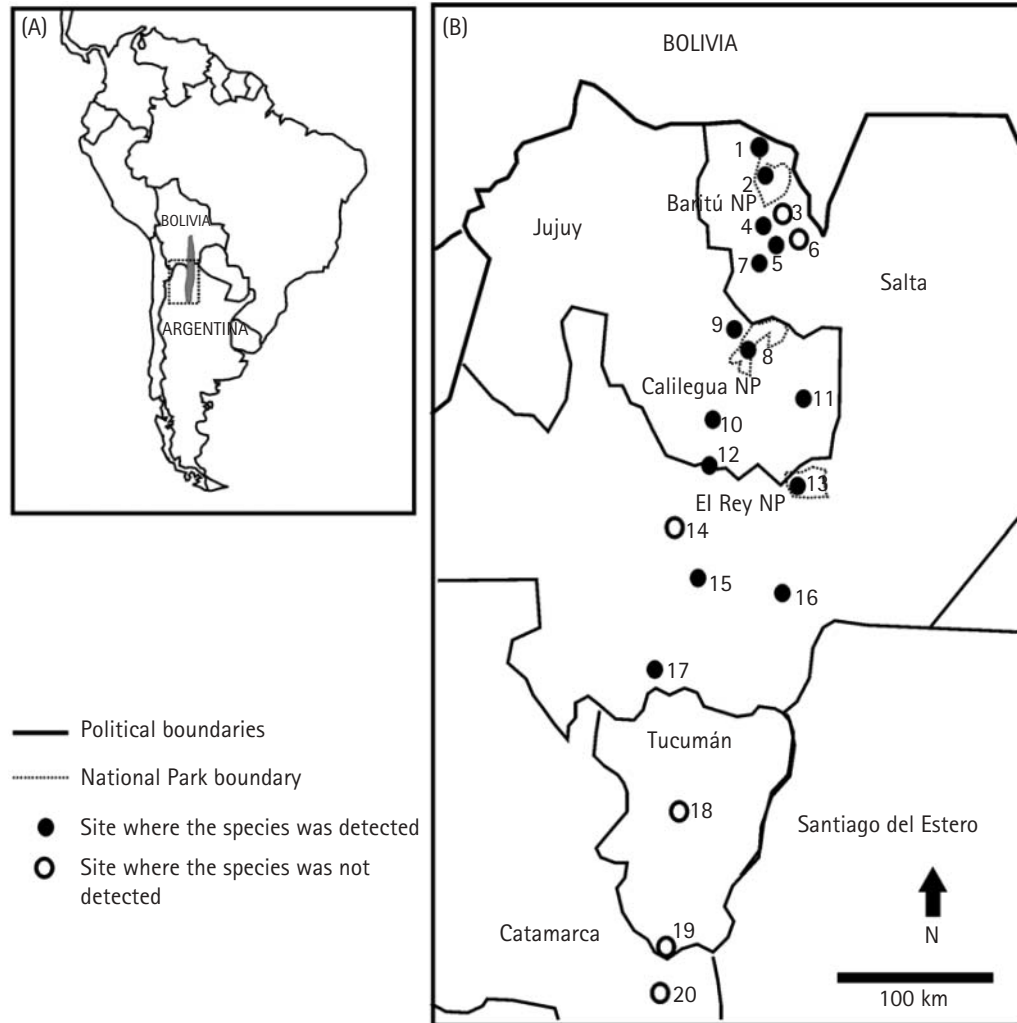 (A)
BOLIVIA
ARGENTINA
Political boundaries
National Park boundary
Site where the species was detected
Site where the species was not
detected
(B)
BOLIVIA
1
2
Baritú NP
3
4
5
6
7
Jujuy
Salta
9
8
Calilegua NP
11
10
12
13
El Rey NP
14
15
16
17
Tucumán
18
Santiago del Estero
19
Catamarca
20
N
100 km